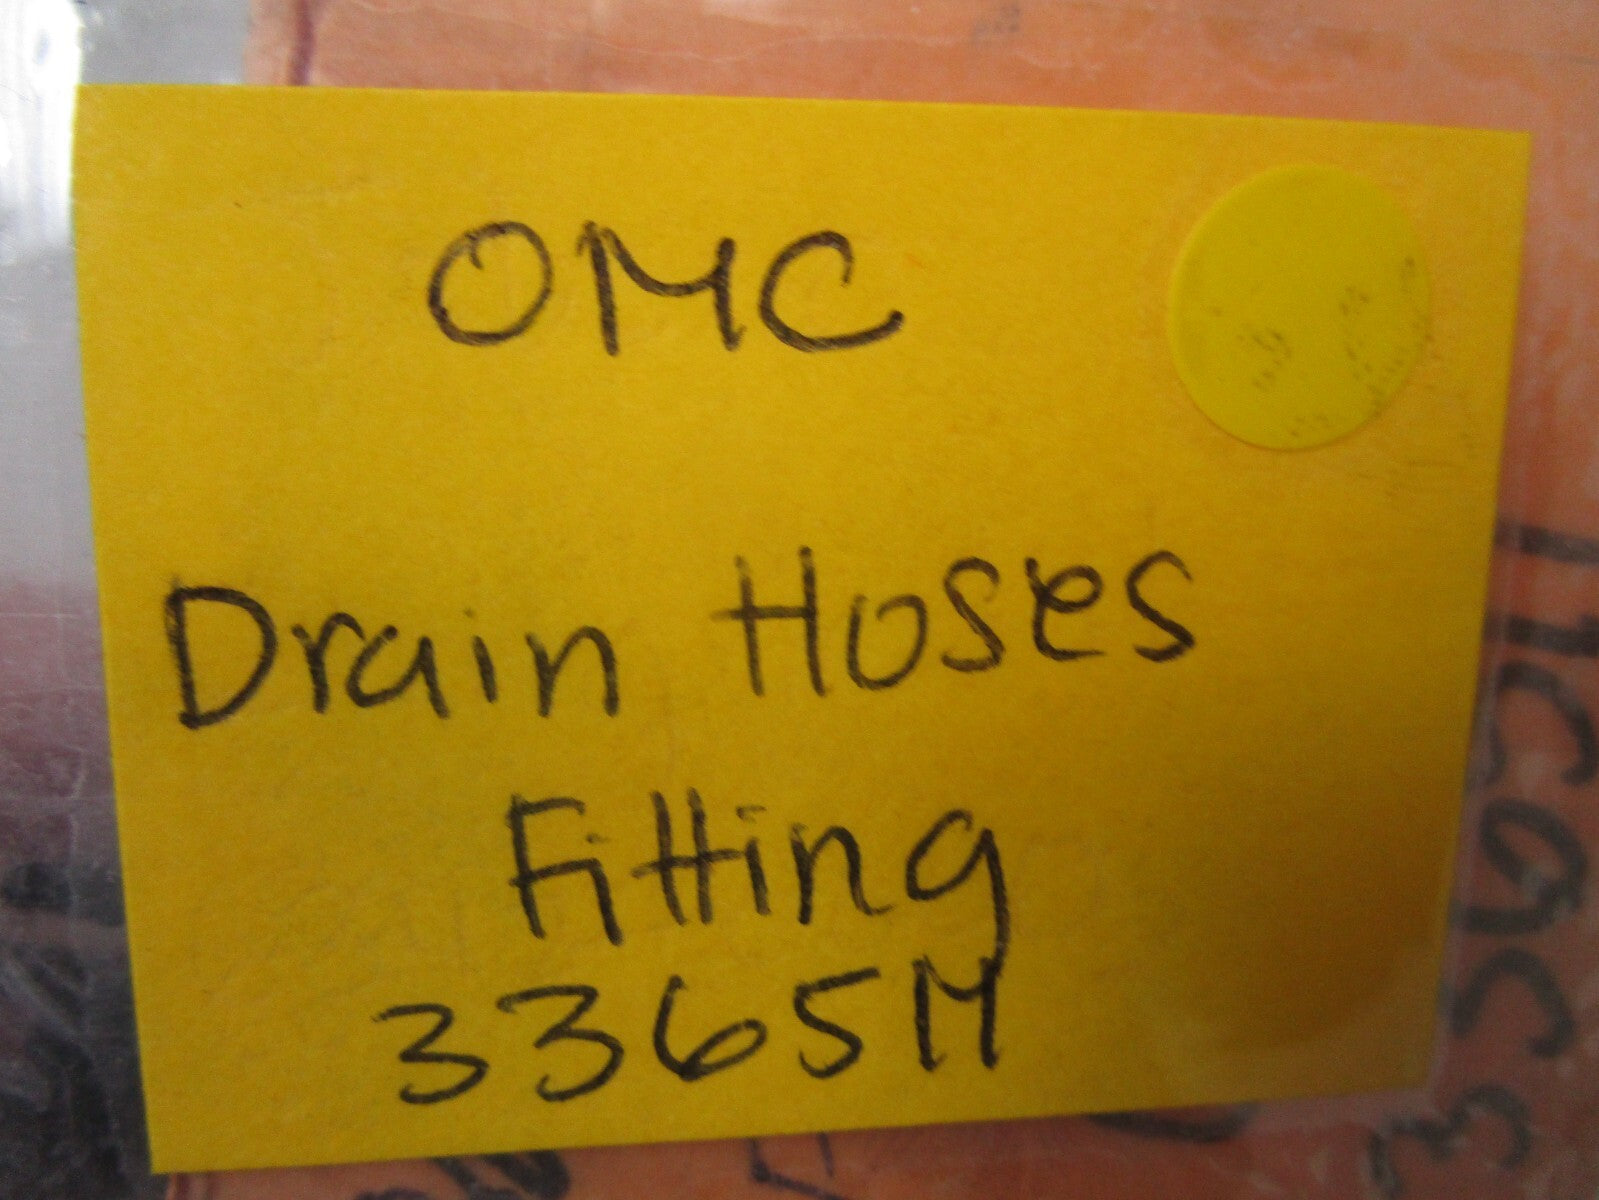 OMC
Drain Hoses
Fitting
3365M